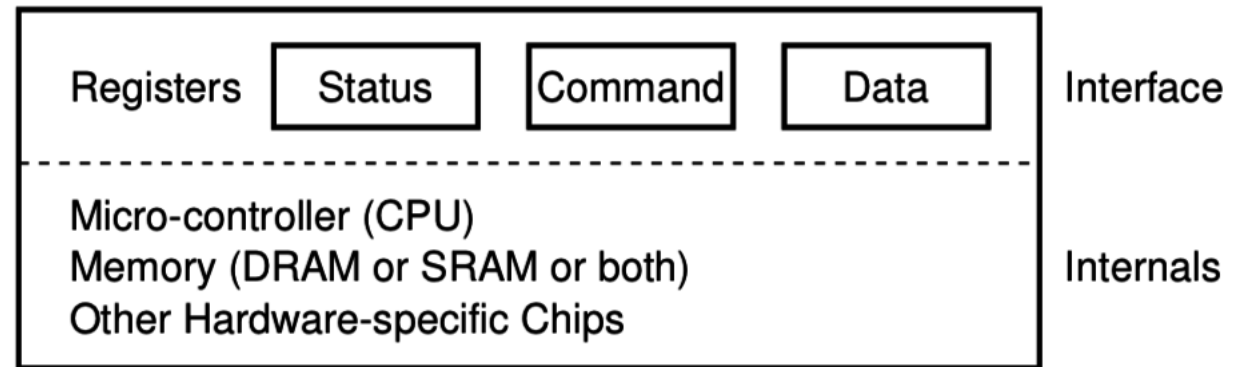 Registers Status Command Data Interface
Micro-controller (CPU)
Memory (DRAM or SRAM or both) Internals
Other Hardware-specific Chips